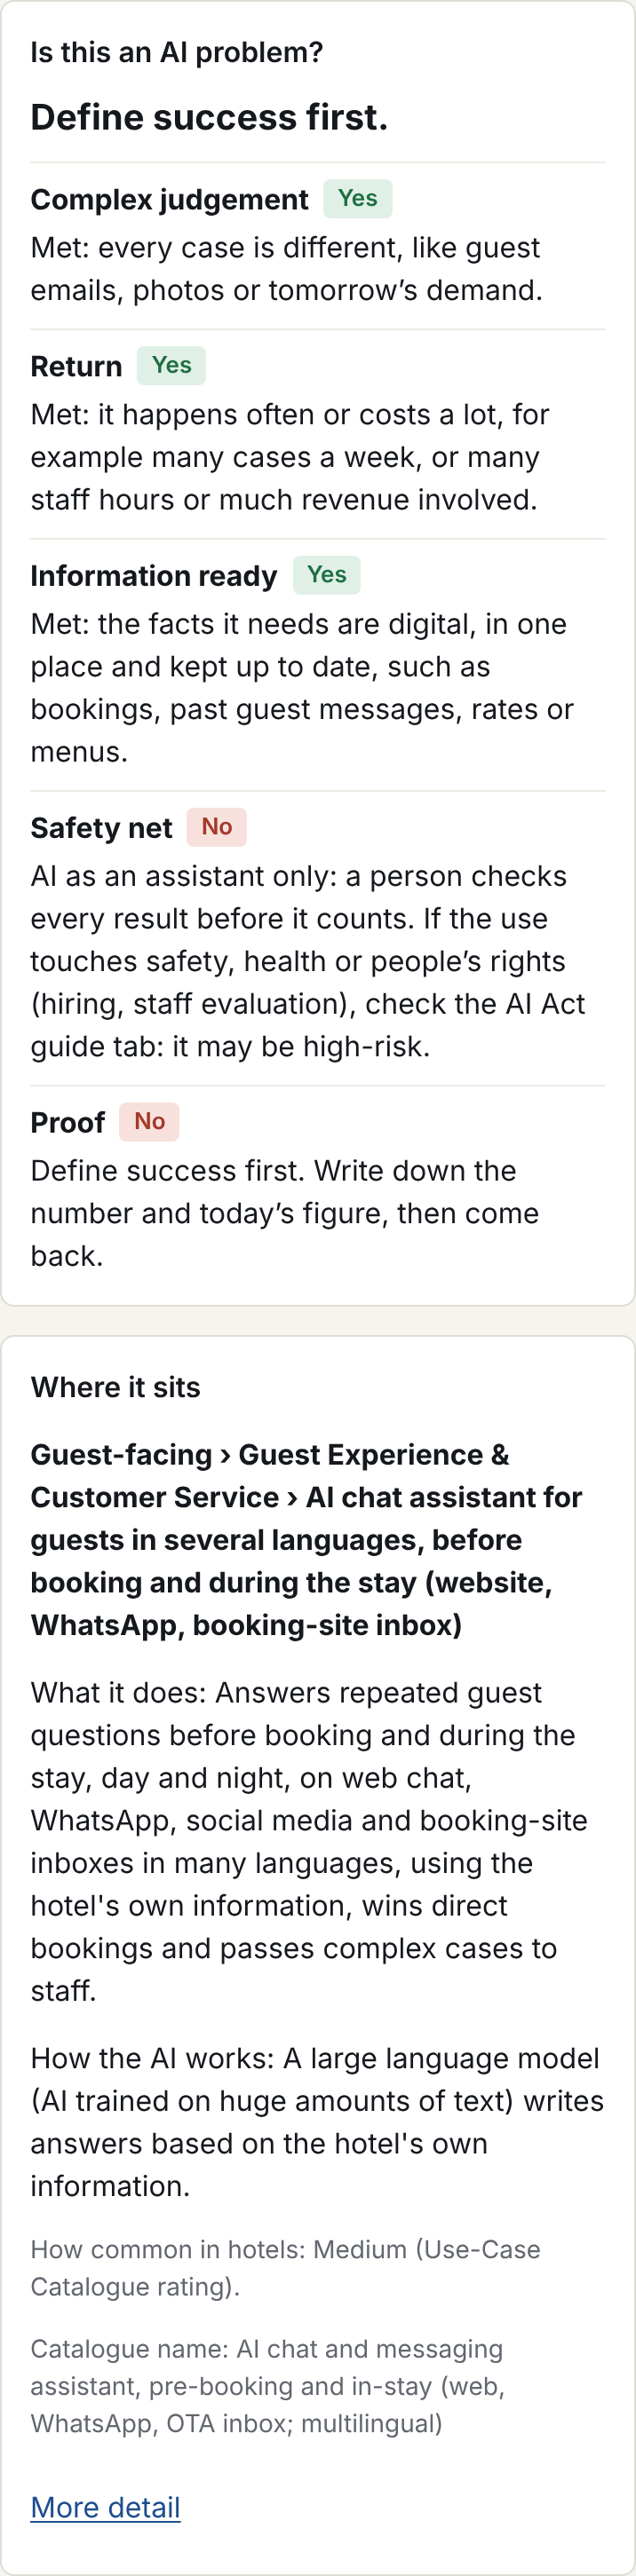 Is this an AI problem?
Define success first.
Complex judgement Yes
Met: every case is different, like guest
emails, photos or tomorrow’s demand.
Return Yes
Met: it happens often or costs a lot, for
example many cases a week, or many
staff hours or much revenue involved.
Information ready Yes
Met: the facts it needs are digital, in one
place and kept up to date, such as
bookings, past guest messages, rates or
menus.
Safety net No
AI as an assistant only: a person checks
every result before it counts. If the use
touches safety, health or people’s rights
(hiring, staff evaluation), check the AI Act
guide tab: it may be high-risk.
Proof No
Define success first. Write down the
number and today’s figure, then come
back.
Where it sits
Guest-facing › Guest Experience &
Customer Service › AI chat assistant for
guests in several languages, before
booking and during the stay (website,
WhatsApp, booking-site inbox)
What it does: Answers repeated guest
questions before booking and during the
stay, day and night, on web chat,
WhatsApp, social media and booking-site
inboxes in many languages, using the
hotel's own information, wins direct
bookings and passes complex cases to
staff.
How the AI works: A large language model
(AI trained on huge amounts of text) writes
answers based on the hotel's own
information.
How common in hotels: Medium (Use-Case
Catalogue rating).
Catalogue name: AI chat and messaging
assistant, pre-booking and in-stay (web,
WhatsApp, OTA inbox; multilingual)
More detail